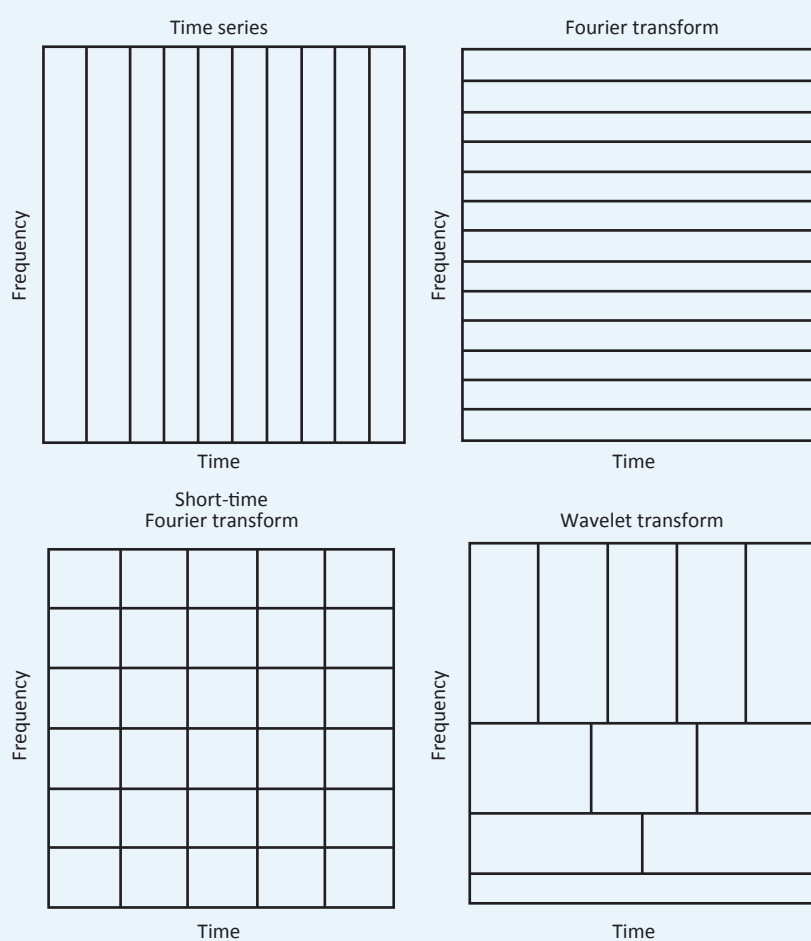 Time series
Fourier transform
Frequency
Frequency
Time
Time
Short-time
Fourier transform
Wavelet transform
Frequency
Frequency
Time
Time